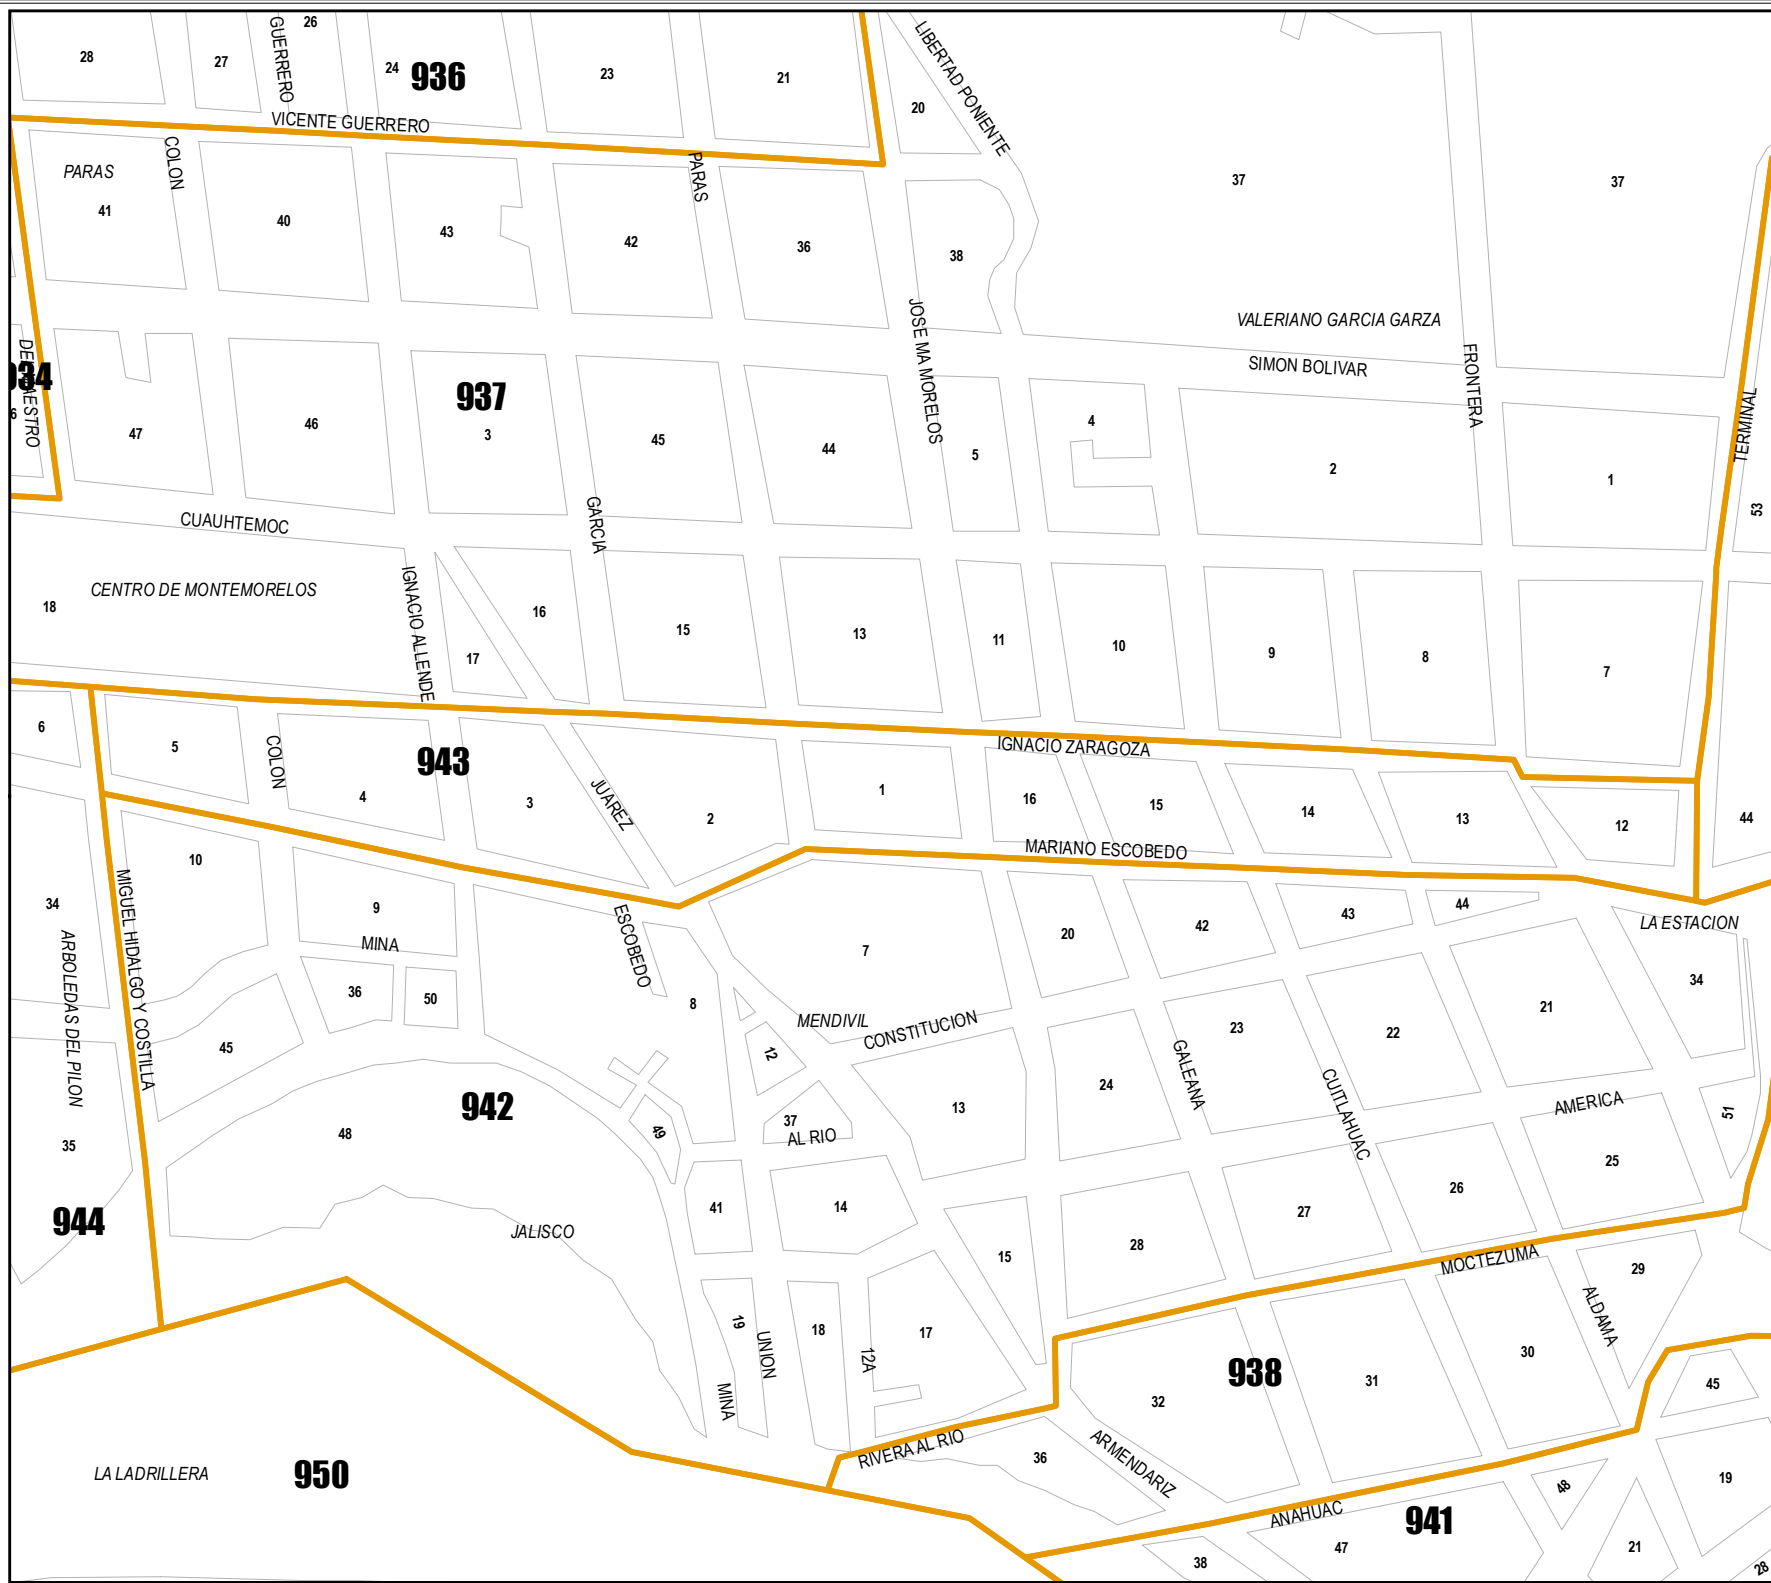 26
GUERRERO
28
27
24
936
23
21
LIBERTAD PONIENTE
20
VICENTE GUERRERO
COLON
PARAS
PARAS
41
40
43
42
36
38
37
37
VALERIANO GARCIA GARZA
SIMON BOLIVAR
FRONTERA
JOSE MA MORELOS
934
6
DEL MAESTRO
937
47
46
3
45
44
5
4
2
1
TERMINAL
53
CUAUHTEMOC
GARCIA
CENTRO DE MONTEMORELOS
18
IGNACIO ALLENDE
17
16
15
13
11
10
9
8
7
6
5
COLON
943
4
3
JUAREZ
2
1
IGNACIO ZARAGOZA
16
15
14
13
12
44
MARIANO ESCOBEDO
10
34
ARBOLEDAS DEL PILON
MIGUEL HIDALGO Y COSTILLA
9
MINA
ESCOBEDO
36
50
45
8
7
MENDIVIL
CONSTITUCION
20
42
43
44
LA ESTACION
34
21
22
23
GALEANA
CUITLAHUAC
24
12
13
37
AL RIO
49
942
48
35
944
JALISCO
41
14
15
28
27
26
25
AMERICA
51
MOCTEZUMA
29
ALDAMA
30
31
938
32
19
UNION
MINA
18
12A
17
RIVERA AL RIO
36
ARMENDARIZ
ANAHUAC
941
45
19
48
47
38
21
28
LA LADRILLERA
950